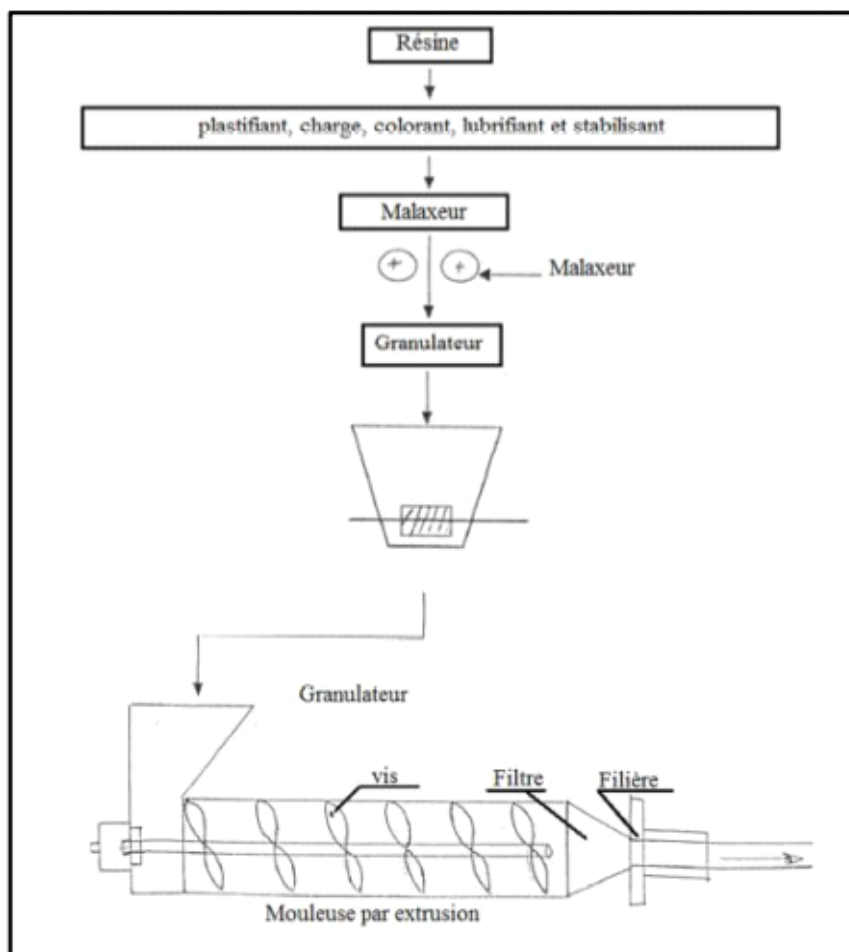 Résine
plastifiant, charge, colorant, lubrifiant et stabilisant
Malaxeur
Malaxeur
Granulateur
Granulateur
vis
Filtre
Filière
Mouleuse par extrusion